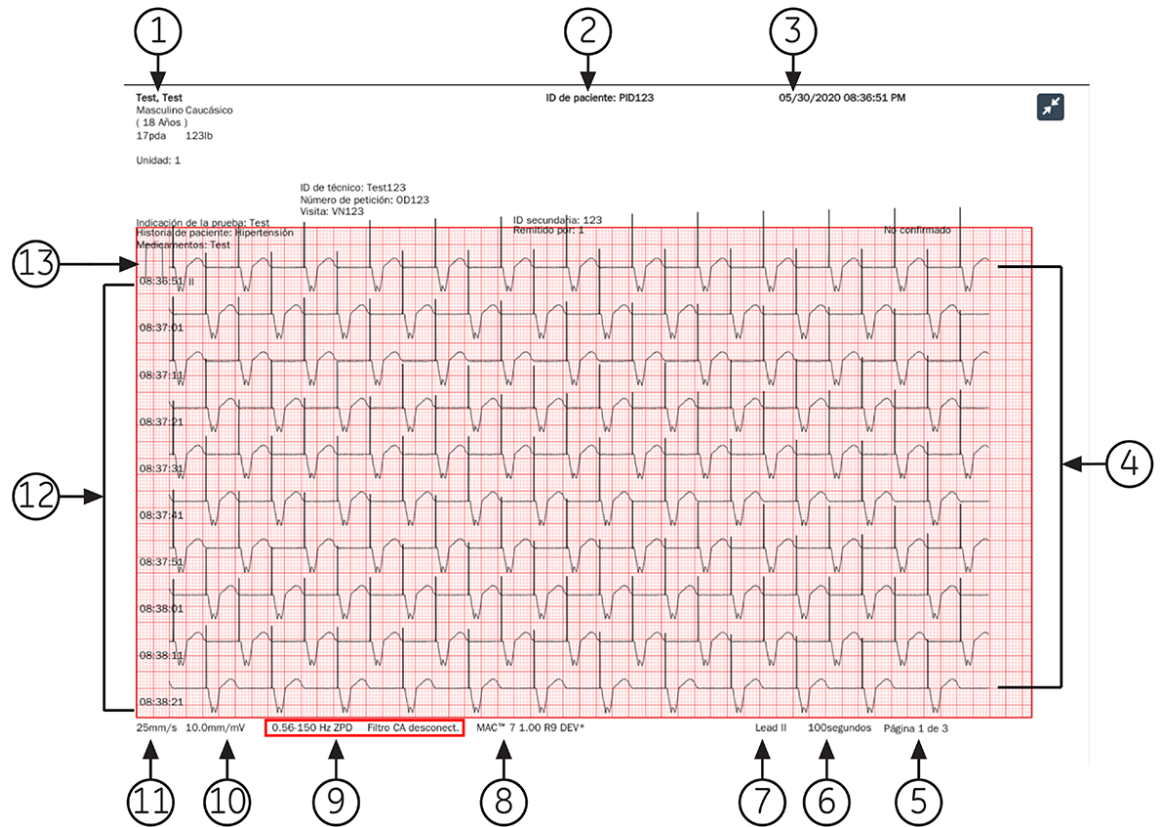 1
2
3
Test, Test
ID de paciente: PID123
05/30/2020 08:36:51 PM
Masculino Caucásico
( 18 Años )
17pda 123lb
Unidad: 1
ID de técnico: Test123
Número de petición: OD123
Visita: VN123
Indicación de la prueba: Test
ID secundaria: 123
Historia de paciente: Hipertensión
Remitido por: 1
No confirmado
Medicamentos: Test
13
08:36:51 II
08:37:01
08:37:11
08:37:21
08:37:31
4
12
08:37:41
08:37:51
08:38:01
08:38:11
08:38:21
25mm/s 10.0mm/mV 0.56-150 Hz ZPD Filtro CA desconect. MAC™ 7 1.00 R9 DEV* Lead II 100segundos Página 1 de 3
11
10
9
8
7
6
5